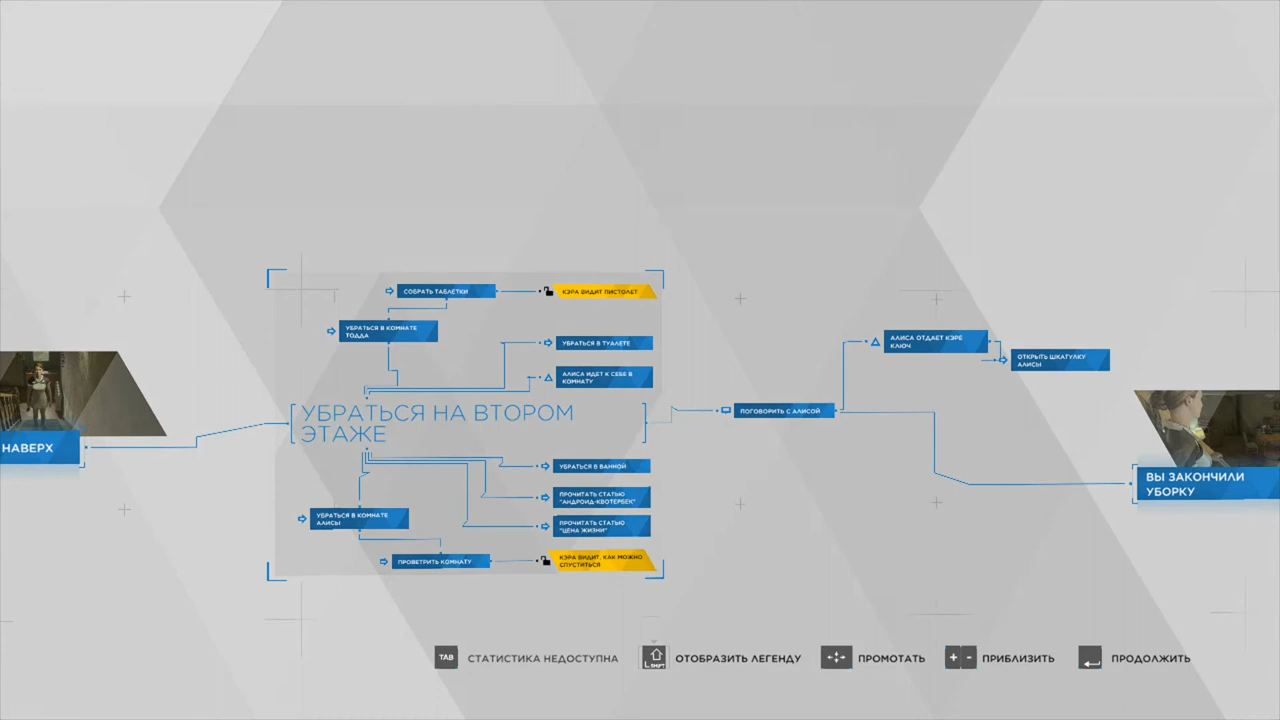 СОБРАТЬ ТАБЛЕТКИ
КЭРА ВИДИТ ПИСТОЛЕТ
УБРАТЬСЯ В КОМНАТЕ
ТОДДА
УБРАТЬСЯ В ТУАЛЕТЕ
АЛИСА ИДЕТ К СЕБЕ В
КОМНАТУ
АЛИСА ОТДАЕТ КЭРЕ
КЛЮЧ
ОТКРЫТЬ ШКАТУЛКУ
АЛИСЫ
УБРАТЬСЯ НА ВТОРОМ
ЭТАЖЕ
ПОГОВОРИТЬ С АЛИСОЙ
НАВЕРХ
УБРАТЬСЯ В ВАННОЙ
ВЫ ЗАКОНЧИЛИ
УБОРКУ
ПРОЧИТАТЬ СТАТЬЮ
"АНДРОИД-КВОТЕРБЕК"
УБРАТЬСЯ В КОМНАТЕ
АЛИСЫ
ПРОЧИТАТЬ СТАТЬЮ
"ЦЕНА ЖИЗНИ"
ПРОВЕТРИТЬ КОМНАТУ
КЭРА ВИДИТ, КАК МОЖНО
СПУСТИТЬСЯ
TAB СТАТИСТИКА НЕДОСТУПНА
L SHIFT ОТОБРАЗИТЬ ЛЕГЕНДУ
ПРОМОТАТЬ
+ - ПРИБЛИЗИТЬ
ПРОДОЛЖИТЬ